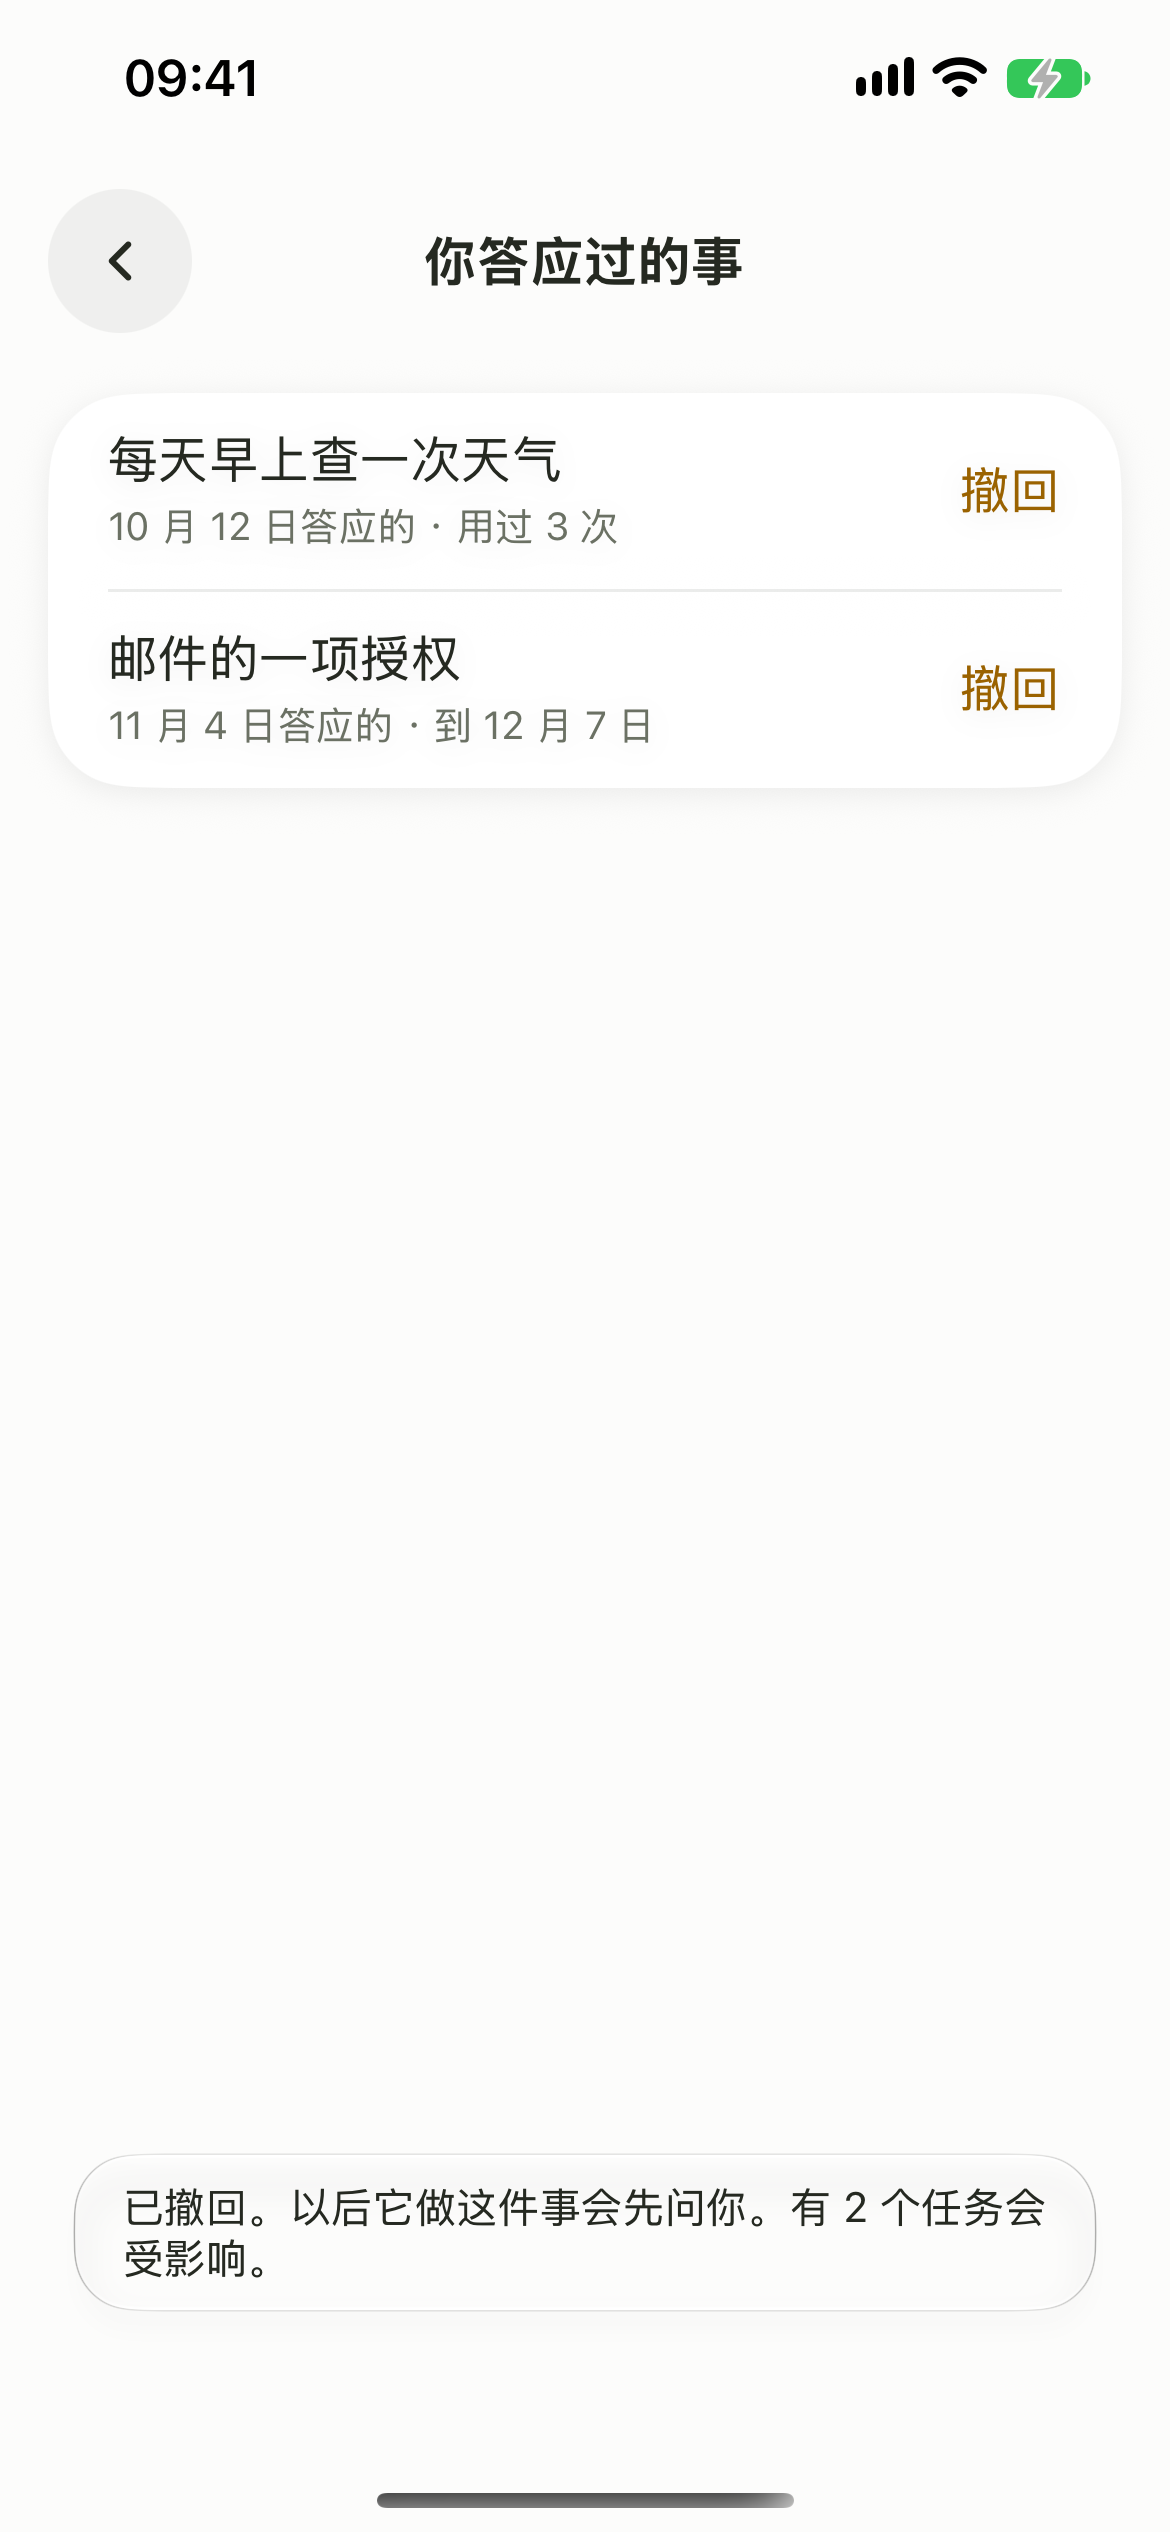 09:41
你答应过的事
每天早上查一次天气
10 月 12 日答应的 · 用过 3 次
撤回
邮件的一项授权
11 月 4 日答应的 · 到 12 月 7 日
撤回
已撤回。以后它做这件事会先问你。有 2 个任务会
受影响。